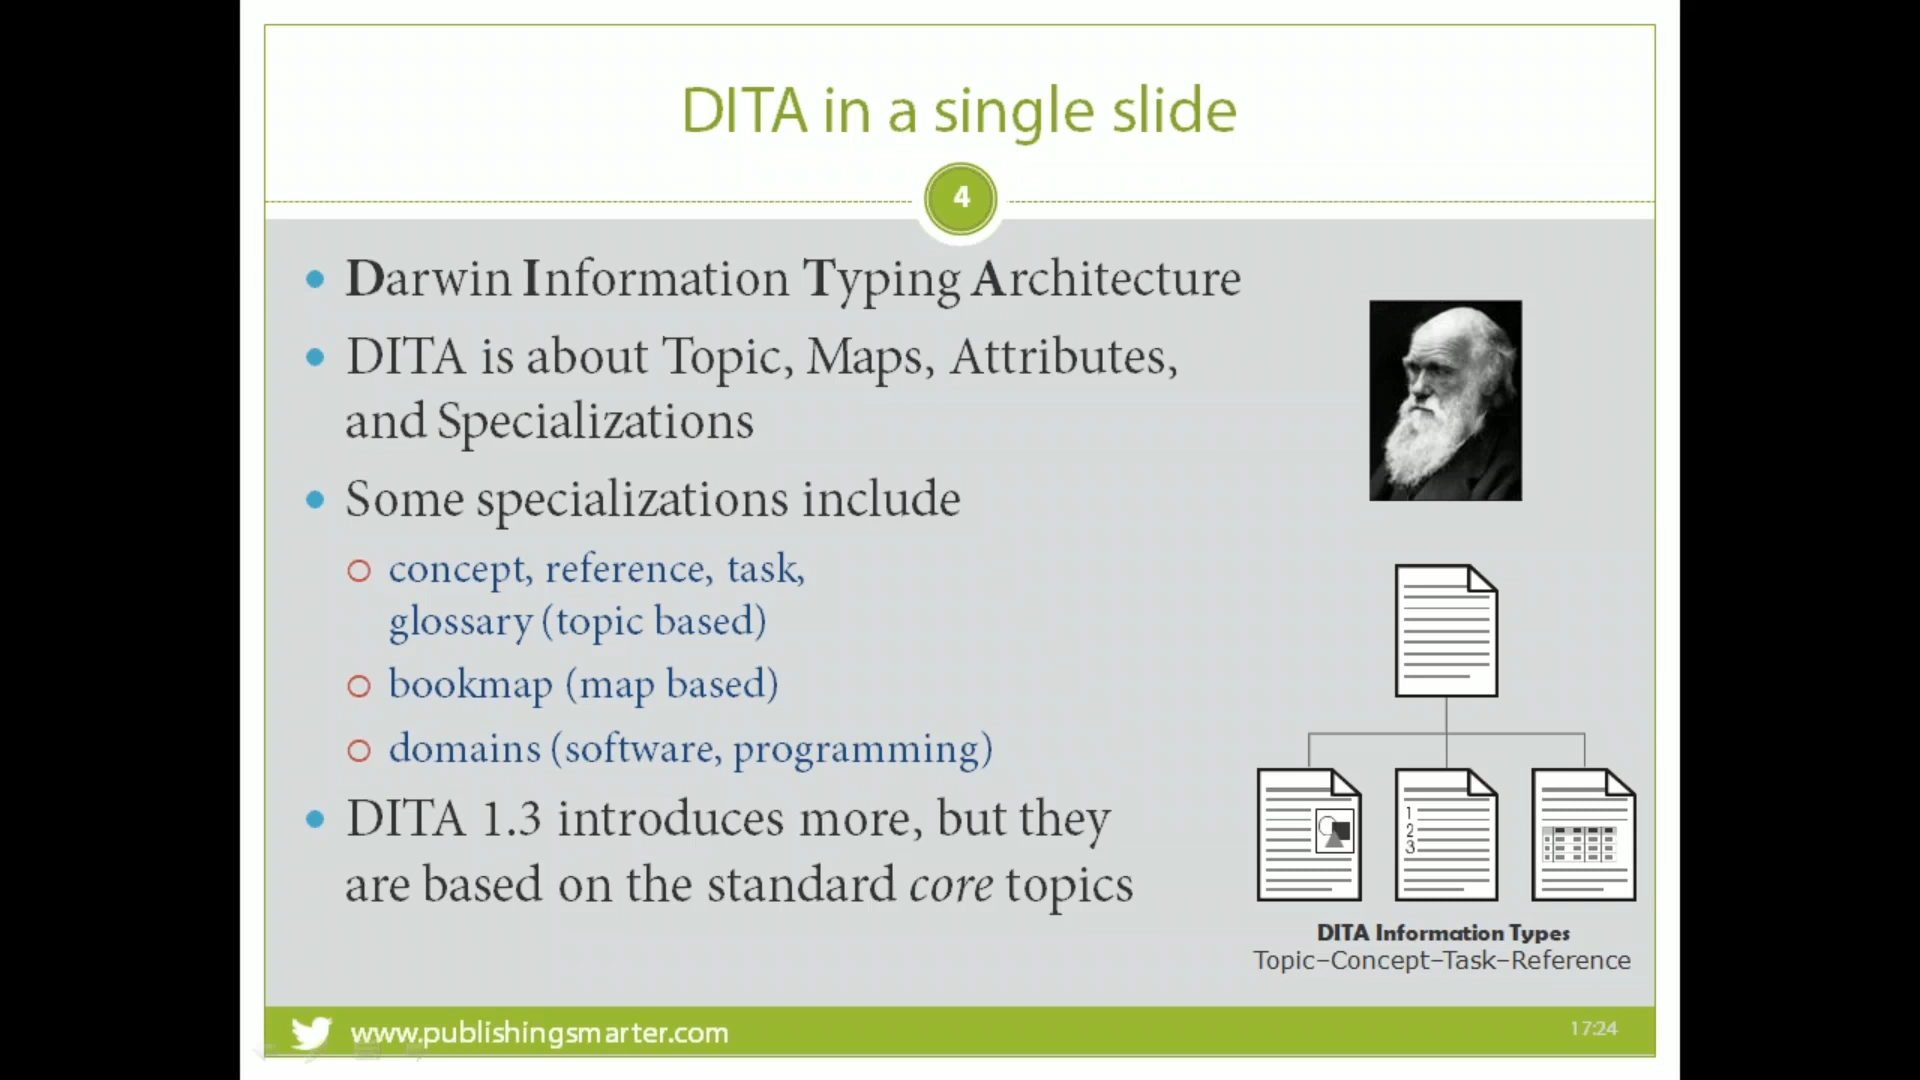 DITA in a single slide
4
Darwin Information Typing Architecture
DITA is about Topic, Maps, Attributes,
and Specializations
Some specializations include
concept, reference, task,
glossary (topic based)
bookmap (map based)
domains (software, programming)
DITA 1.3 introduces more, but they
are based on the standard core topics
1
2
3
DITA Information Types
Topic–Concept–Task–Reference
www.publishingsmarter.com
17:24